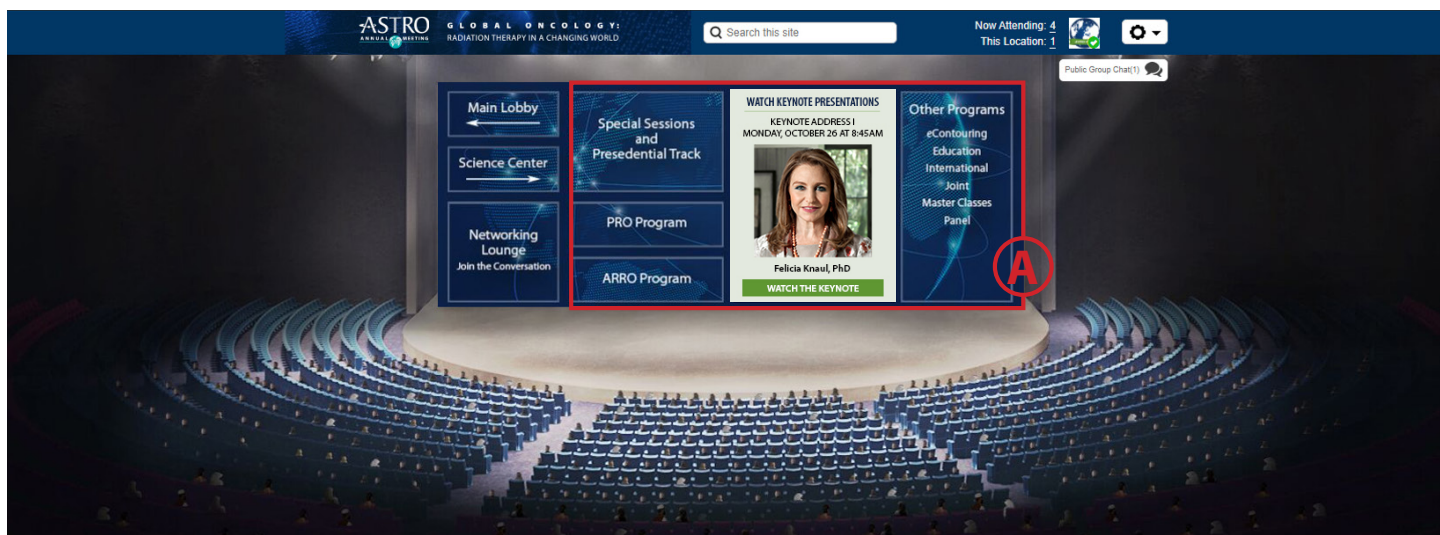 ASTRO
ANNUAL MEETING
GLOBAL ONCOLOGY:
RADIATION THERAPY IN A CHANGING WORLD
Search this site
Now Attending: 4
This Location: 1
Public Group Chat(1)
Main Lobby
Science Center
Networking
Lounge
Join the Conversation
Special Sessions
and
Presedential Track
PRO Program
ARRO Program
WATCH KEYNOTE PRESENTATIONS
KEYNOTE ADDRESS I
MONDAY, OCTOBER 26 AT 8:45AM
Felicia Knaul, PhD
WATCH THE KEYNOTE
Other Programs
eContouring
Education
International
Joint
Master Classes
Panel
A